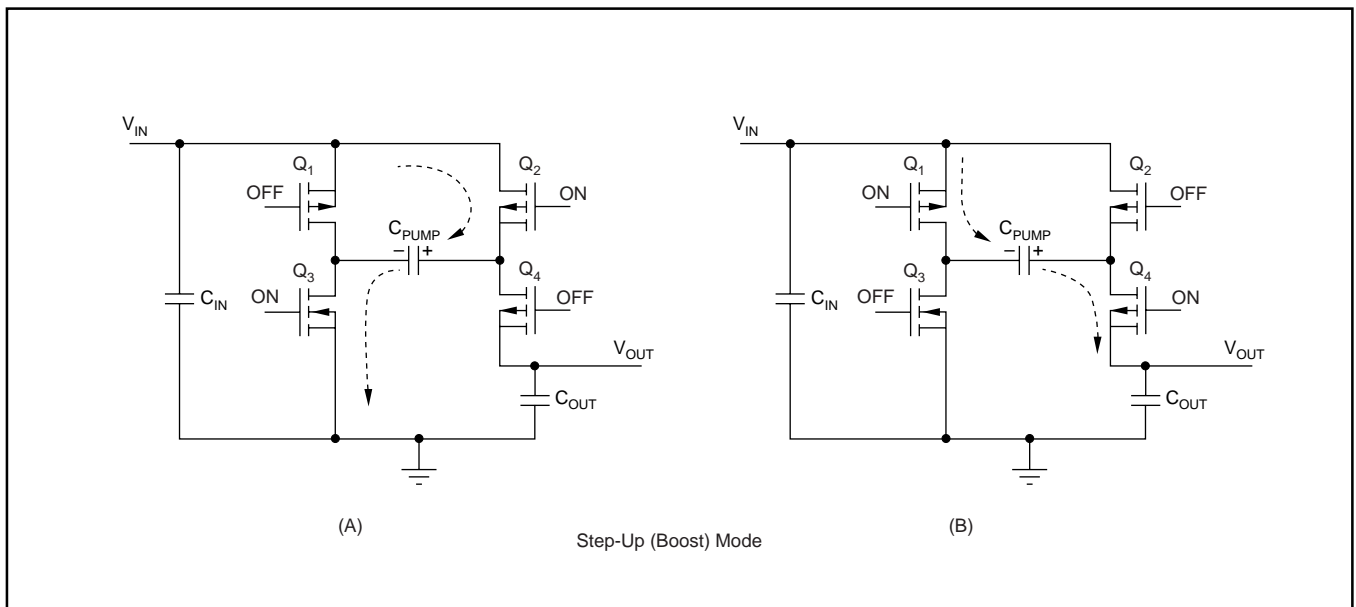 V_IN
Q_1
Q_2
OFF
ON
C_PUMP
− +
Q_3
Q_4
ON
OFF
C_IN
V_OUT
C_OUT
(A)
V_IN
Q_1
Q_2
ON
OFF
C_PUMP
− +
Q_3
Q_4
OFF
ON
C_IN
V_OUT
C_OUT
(B)
Step-Up (Boost) Mode